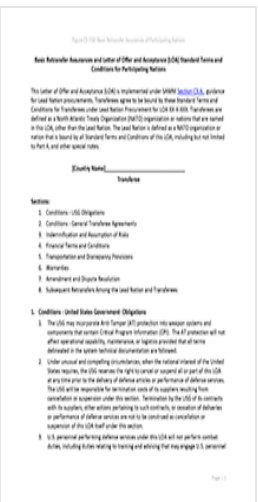 Basic Retransfer Assurances and Letter of Offer and Acceptance (LOA) Standard Terms and
Conditions for Participating Nations
This Letter of Offer and Acceptance (LOA) is implemented under SAMM Section C5.4., guidance
for Lead Nation procurements. Transferees agree to be bound by these Standard Terms and
Conditions for Transferees under Lead Nation Procurement for LOA XX-X-XXX. Transferees are
defined as a North Atlantic Treaty Organization (NATO) organization or nations that are named
in this LOA, other than the Lead Nation. The Lead Nation is defined as a NATO organization or
nation that is bound by all Standard Terms and Conditions of this LOA, including but not limited
to Part 4, and other special notes.
[Country Name]
Transferee
Sections:
1. Conditions - USG Obligations
2. Conditions - General Transferee Agreements
3. Indemnification and Assumption of Risks
4. Financial Terms and Conditions
5. Transportation and Discrepancy Provisions
6. Warranties
7. Amendment and Dispute Resolution
8. Subsequent Retransfers Among the Lead Nation and Transferees
1. Conditions - United States Government Obligations
1. The USG may incorporate Anti Tamper (AT) protection into weapon systems and
components that contain Critical Program Information (CPI). The AT protection will not
affect operational capability, maintenance, or logistics provided that all terms
delineated in the system technical documentation are followed.
2. Under unusual and compelling circumstances, when the national interest of the United
States requires, the USG reserves the right to cancel or suspend all or part of this LOA
at any time prior to the delivery of defense articles or performance of defense services.
The USG will be responsible for termination costs of its suppliers resulting from
cancellation or suspension under this section. Termination by the USG of its contracts
with its suppliers, other actions pertaining to such contracts, or cessation of deliveries
or performance of defense services are not to be construed as cancellation or
suspension of this LOA itself under this section.
3. U.S. personnel performing defense services under this LOA will not perform combat
duties, including duties relating to training and advising that may engage U.S. personnel